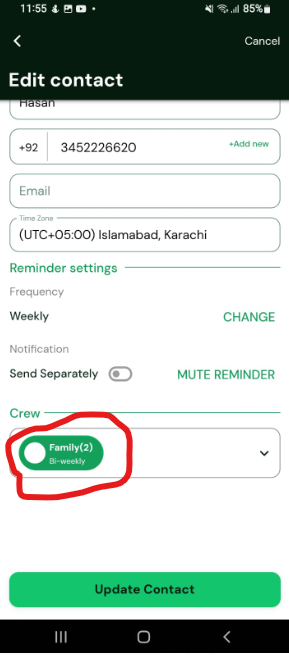 11:55 85%
Cancel
Edit contact
Hasan
+92 3452226620 +Add new
Email
Time Zone
(UTC+05:00) Islamabad, Karachi
Reminder settings
Frequency
Weekly CHANGE
Notification
Send Separately MUTE REMINDER
Crew
Family(2)
Bi-weekly
Update Contact